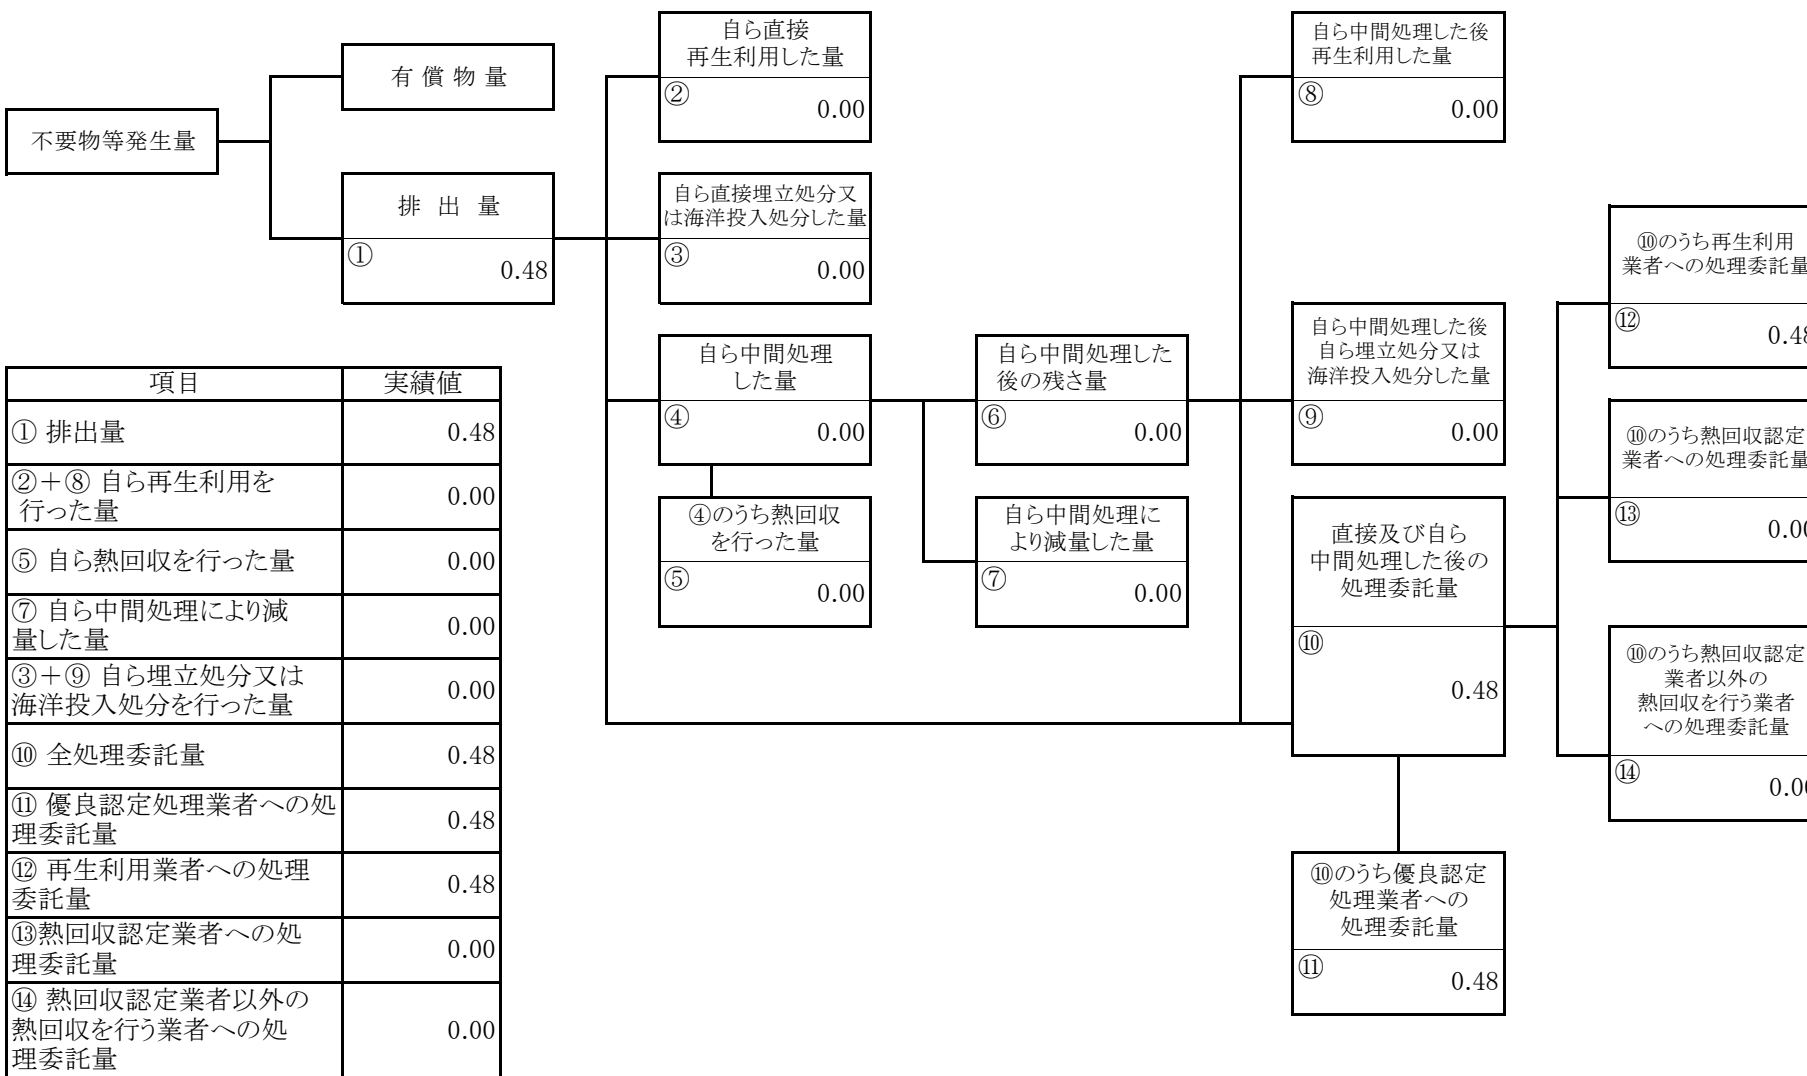 不要物等発生量
有 償 物 量
排 出 量
①
0.48
自ら直接
再生利用した量
②
0.00
自ら直接埋立処分又
は海洋投入処分した量
③
0.00
自ら中間処理
した量
④
0.00
④のうち熱回収
を行った量
⑤
0.00
自ら中間処理した
後の残さ量
⑥
0.00
自ら中間処理に
より減量した量
⑦
0.00
自ら中間処理した後
再生利用した量
⑧
0.00
自ら中間処理した後
自ら埋立処分又は
海洋投入処分した量
⑨
0.00
直接及び自ら
中間処理した後の
処理委託量
⑩
0.48
⑩のうち優良認定
処理業者への
処理委託量
⑪
0.48
⑩のうち再生利用
業者への処理委託量
⑫
0.48
⑩のうち熱回収認定
業者への処理委託量
⑬
0.00
⑩のうち熱回収認定
業者以外の
熱回収を行う業者
への処理委託量
⑭
0.00
項目 実績値
① 排出量 0.48
②＋⑧ 自ら再生利用を
行った量 0.00
⑤ 自ら熱回収を行った量 0.00
⑦ 自ら中間処理により減
量した量 0.00
③＋⑨ 自ら埋立処分又は
海洋投入処分を行った量 0.00
⑩ 全処理委託量 0.48
⑪ 優良認定処理業者への処
理委託量 0.48
⑫ 再生利用業者への処理
委託量 0.48
⑬熱回収認定業者への処
理委託量 0.00
⑭ 熱回収認定業者以外の
熱回収を行う業者への処
理委託量 0.00